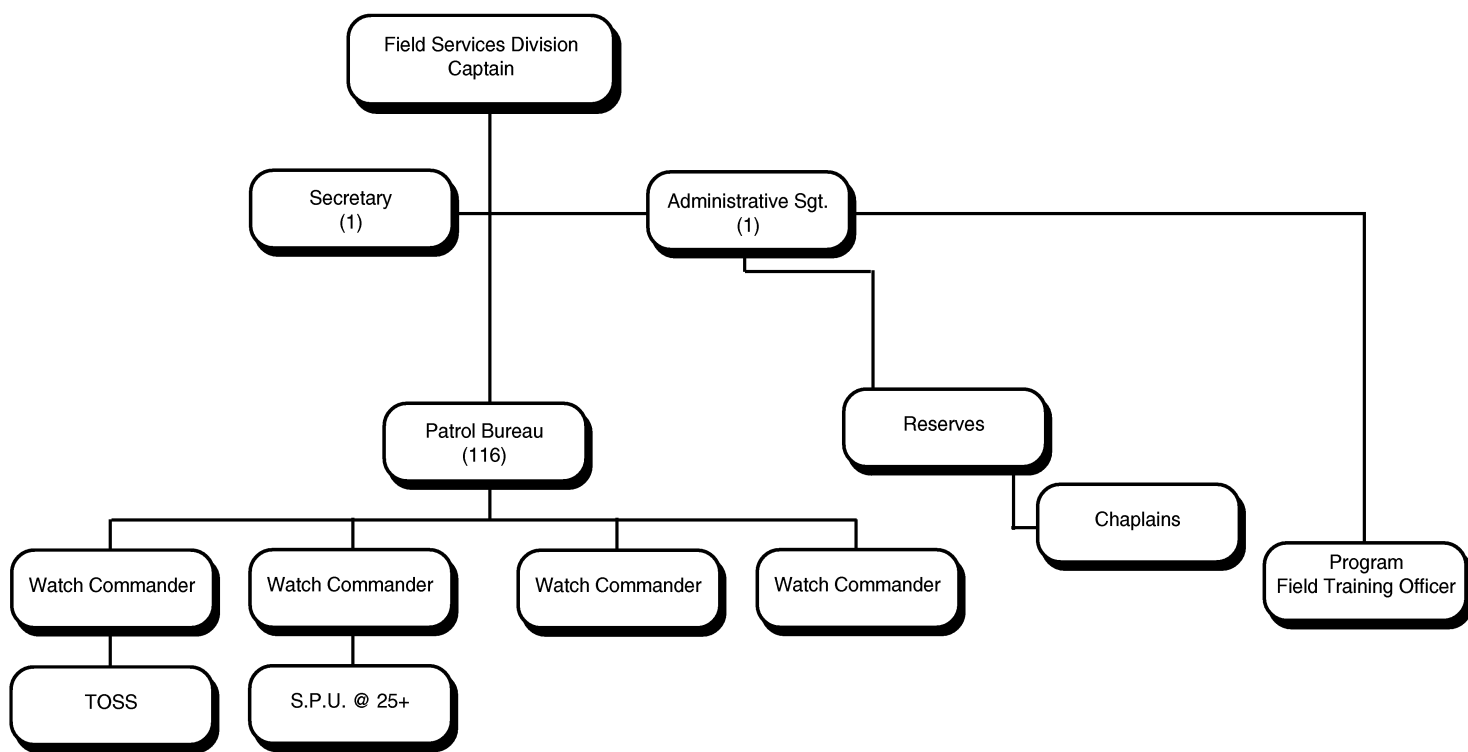 Field Services Division
Captain
Secretary
(1)
Administrative Sgt.
(1)
Patrol Bureau
(116)
Reserves
Chaplains
Program
Field Training Officer
Watch Commander
Watch Commander
Watch Commander
Watch Commander
TOSS
S.P.U. @ 25+